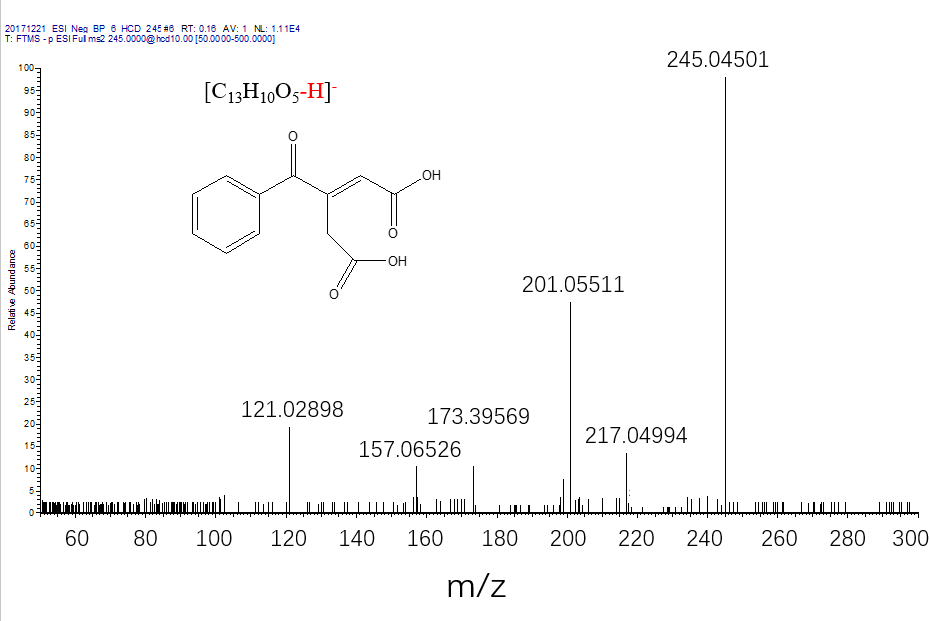 20171221 ESI Neg BP 6 HCD 245 #6 RT: 0.16 AV: 1 NL: 1.11E4
T: FTMS - p ESI Full ms2 245.0000@hcd10.00 [50.0000-500.0000]
245.04501
100
[C13H10O5-H]-
95
90
85
80
75
70
65
60
55
50
45
40
35
30
25
20
15
10
5
0
O
OH
O
OH
O
Relative Abundance
201.05511
121.02898
173.39569
217.04994
157.06526
60 80 100 120 140 160 180 200 220 240 260 280 300
m/z